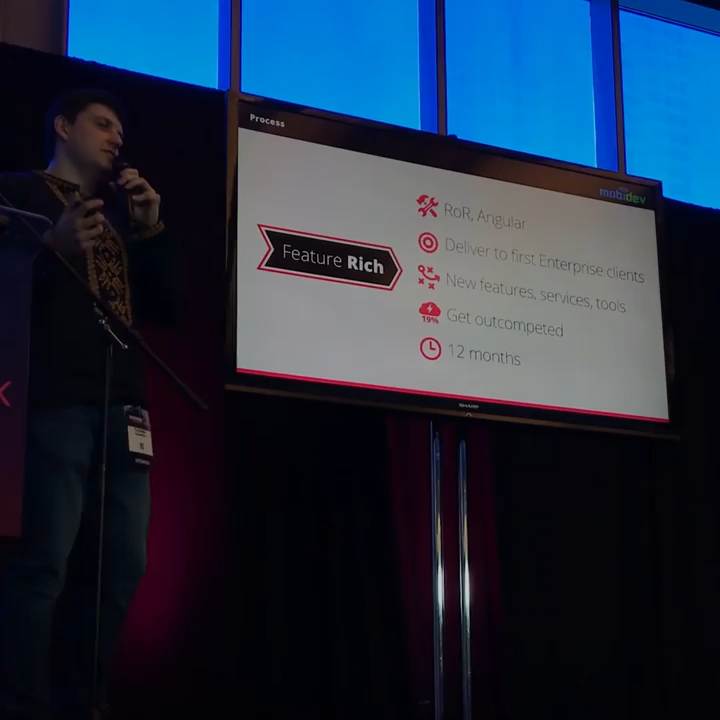 Process
mobidev
Feature Rich
RoR, Angular
Deliver to first Enterprise clients
New features, services, tools
19%
Get outcompeted
12 months
SHARP
K